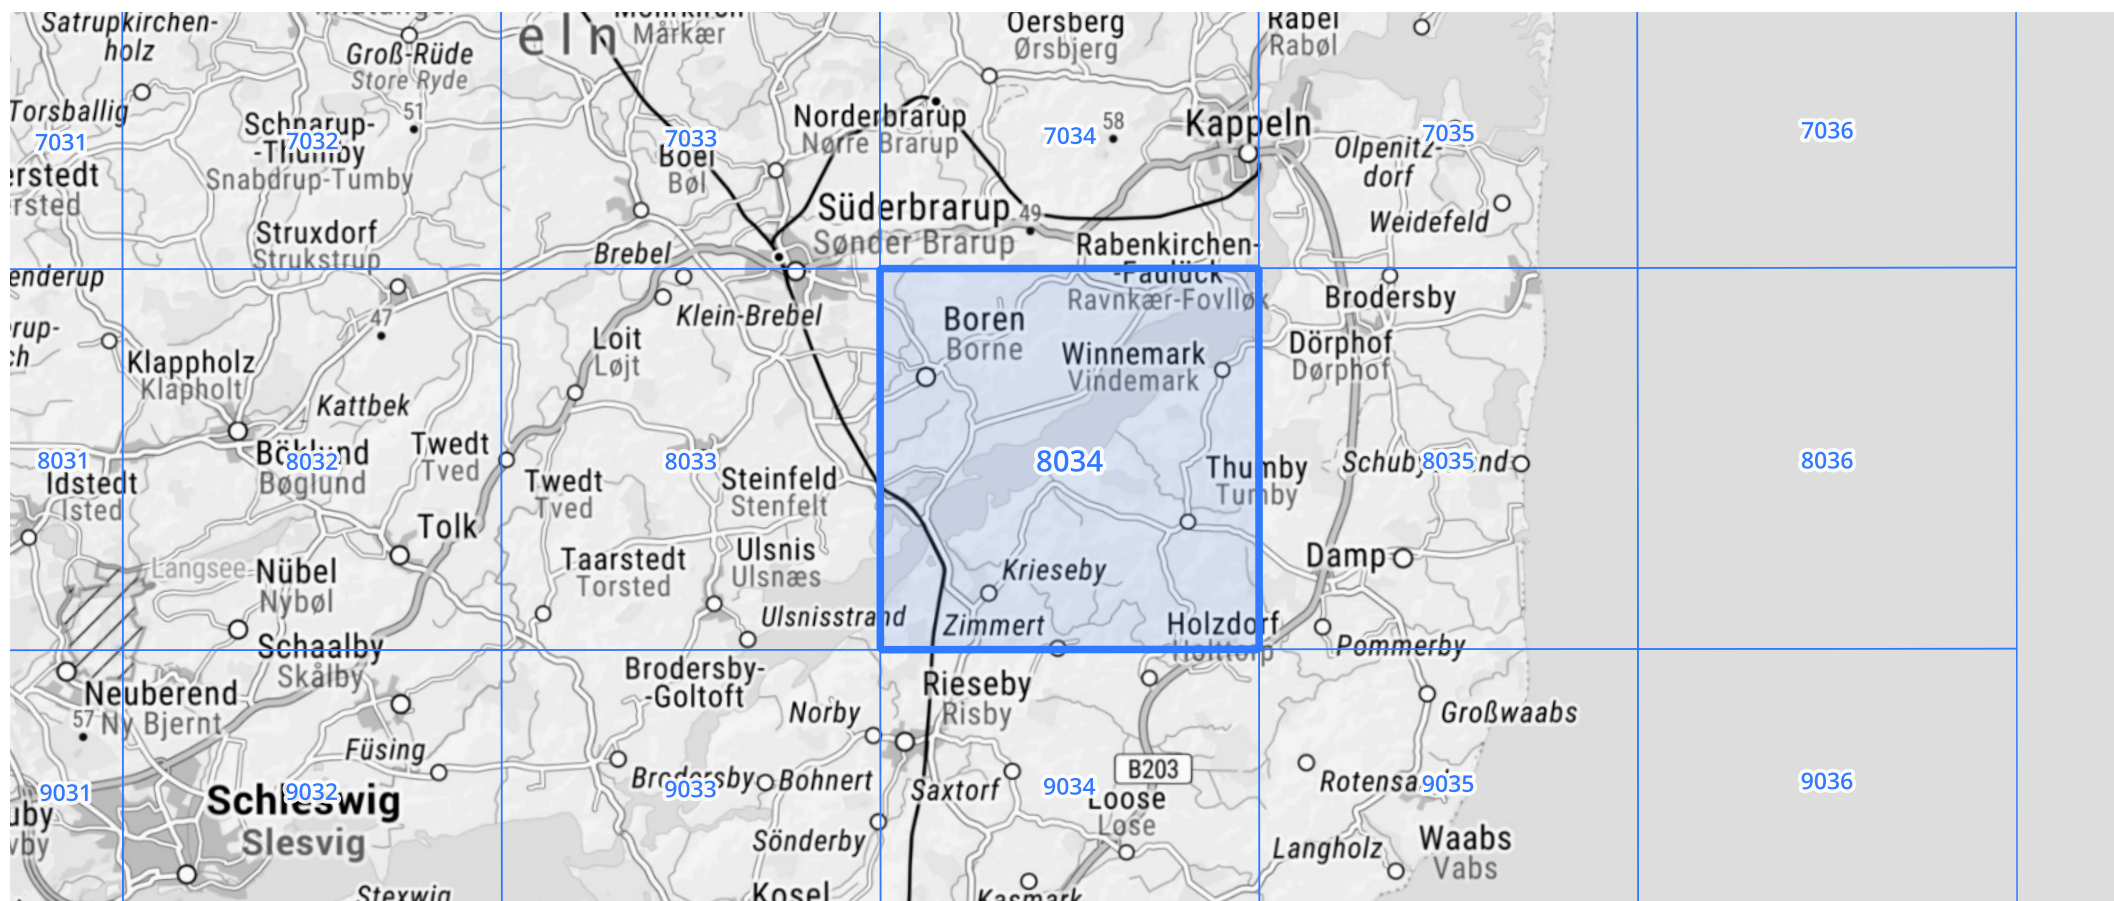 Satrupkirchen-
holz
Groß-Rüde
Store Ryde
eln
Mårkær
Oersberg
Ørsbjerg
Rabel
Rabøl
Torsballig
51
Schnarup-
-Thumby
Snabdrup-Tumby
Norderbrarup
Nørre Brarup
58
Kappeln
Olpenitz-
dorf
7031
7032
7033
7034
7035
7036
Boel
Bøl
Süderbrarup
Sønder Brarup
49
Weidefeld
Struxdorf
Strukstrup
Brebel
Rabenkirchen-
-Faulück
Ravnkær-Fovlløk
Klein-Brebel
Boren
Borne
Brodersby
47
Loit
Løjt
Klappholz
Klapholt
Winnemark
Vindemark
Dörphof
Dørphof
Kattbek
Twedt
Tved
Böklund
Bøglund
8031
8032
8033
8034
8035
8036
Idstedt
Isted
Twedt
Tved
Steinfeld
Stenfelt
Thumby
Tumby
Tolk
Langsee
Nübel
Nybøl
Taarstedt
Torsted
Ulsnis
Ulsnæs
Krieseby
Damp
Ulsnisstrand
Zimmert
Holzdorf
Holttorp
Pommerby
Schaalby
Skålby
Brodersby-
-Goltoft
Neuberend
Ny Bjernt
57
Rieseby
Risby
Norby
Großwaabs
Füsing
Brodersby
Bohnert
Saxtorf
B203
9031
9032
9033
9034
9035
9036
Schleswig
Slesvig
Loose
Lose
Sönderby
Langholz
Waabs
Vabs
Stexwig
Kosel
Kasmark